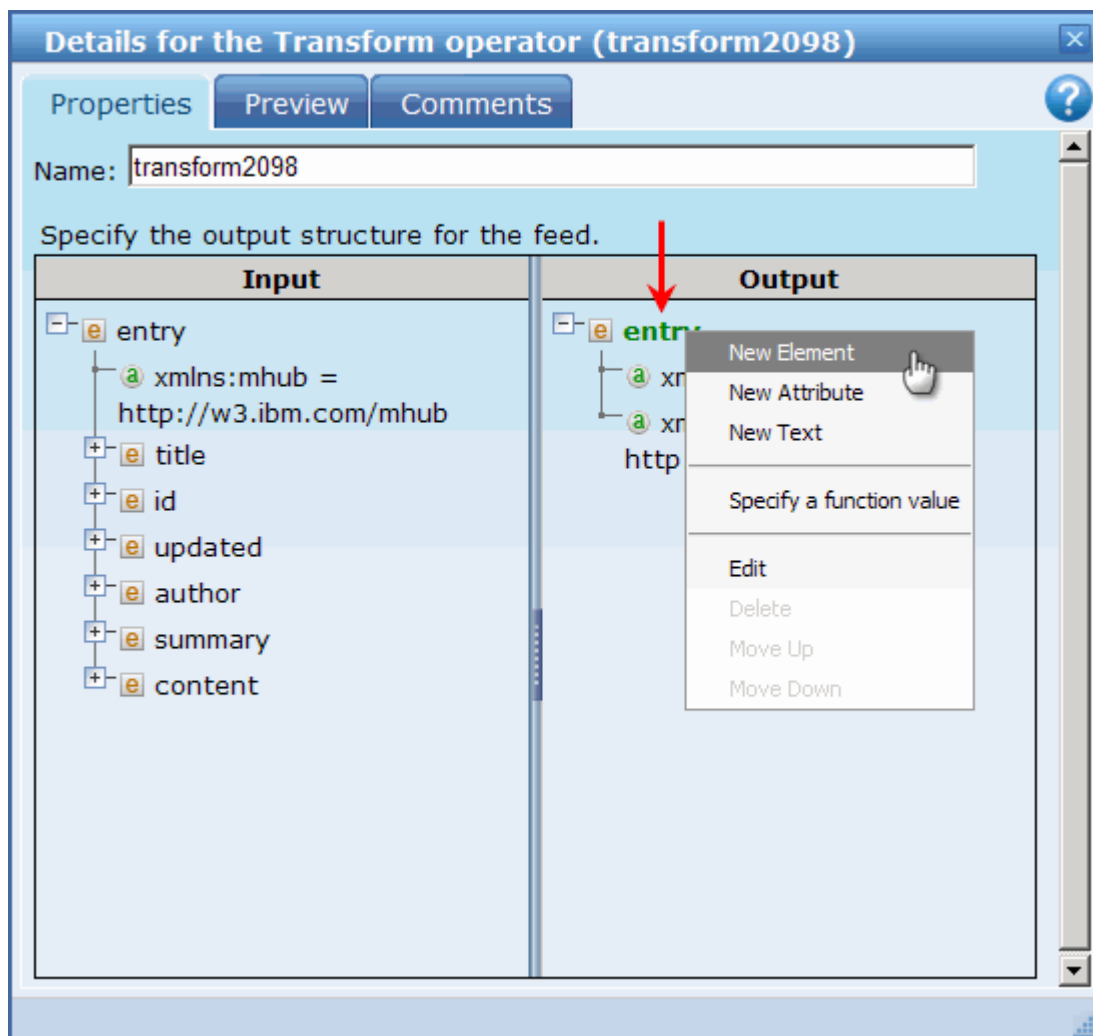 Details for the Transform operator (transform2098)
Properties
Preview
Comments
?
Name: transform2098
Specify the output structure for the feed.
Input
Output
e entry
a xmlns:mhub =
http://w3.ibm.com/mhub
e title
e id
e updated
e author
e summary
e content
e entry
a
a
http
New Element
New Attribute
New Text
Specify a function value
Edit
Delete
Move Up
Move Down